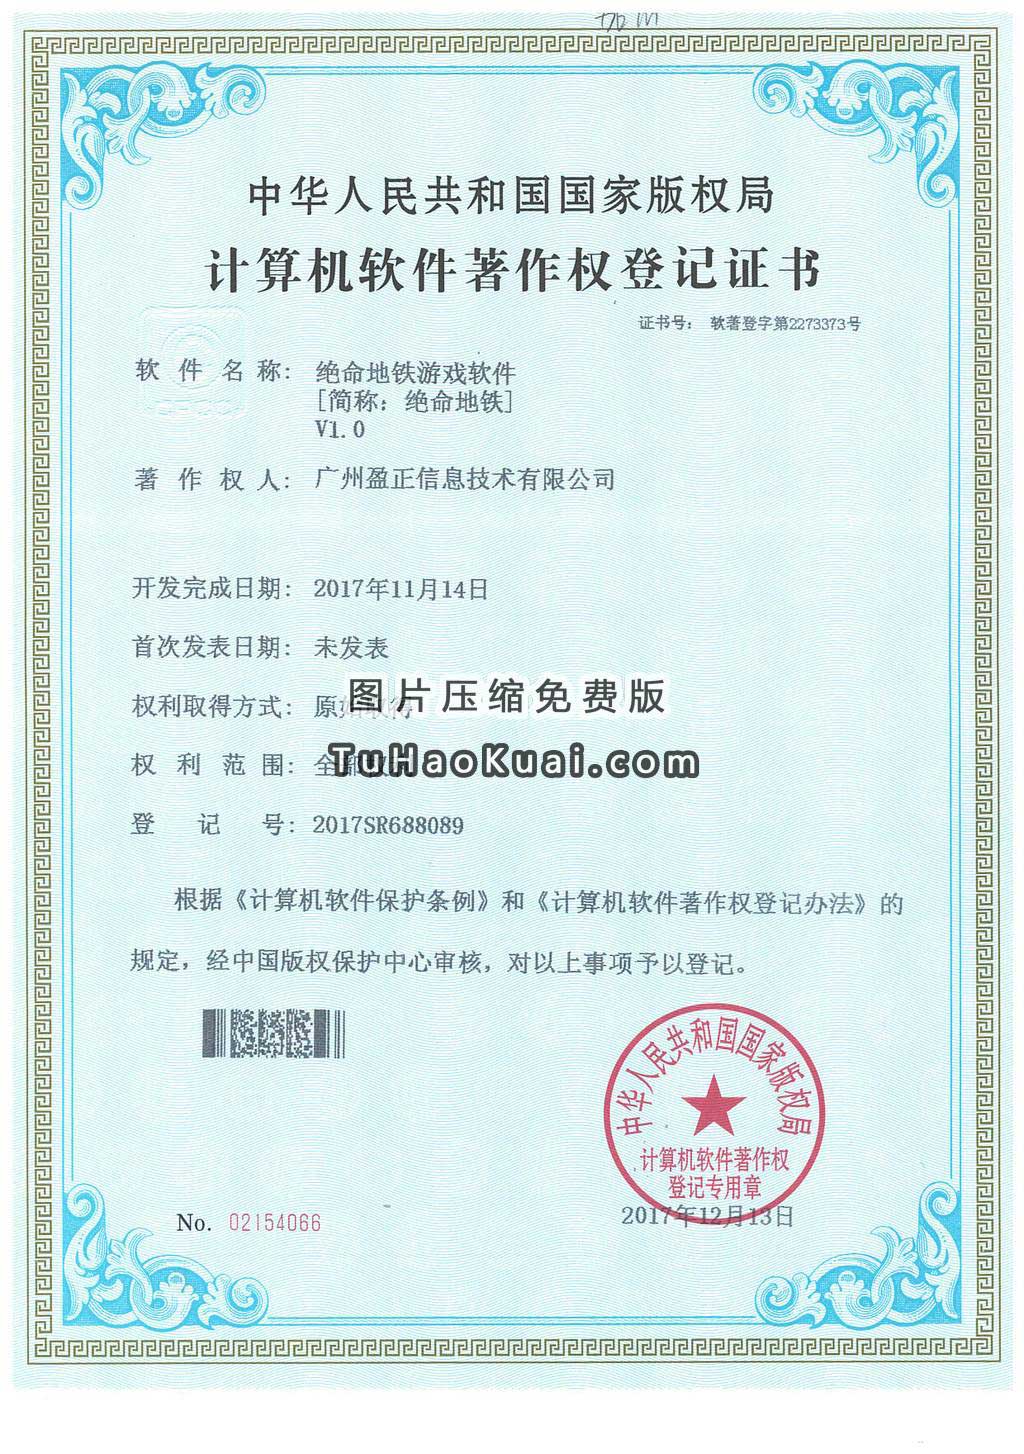 中华人民共和国国家版权局
计算机软件著作权登记证书
证书号： 软著登字第2273373号
软件名称： 绝命地铁游戏软件
[简称：绝命地铁]
V1.0
著作权人： 广州盈正信息技术有限公司
开发完成日期： 2017年11月14日
首次发表日期： 未发表
权利取得方式： 原始取得
图片压缩免费版
权利范围： 全部权利
TuHaoKuai.com
登记号： 2017SR688089
根据《计算机软件保护条例》和《计算机软件著作权登记办法》的
规定，经中国版权保护中心审核，对以上事项予以登记。
中华人民共和国国家版权局
计算机软件著作权
登记专用章
No. 02154066
2017年12月13日